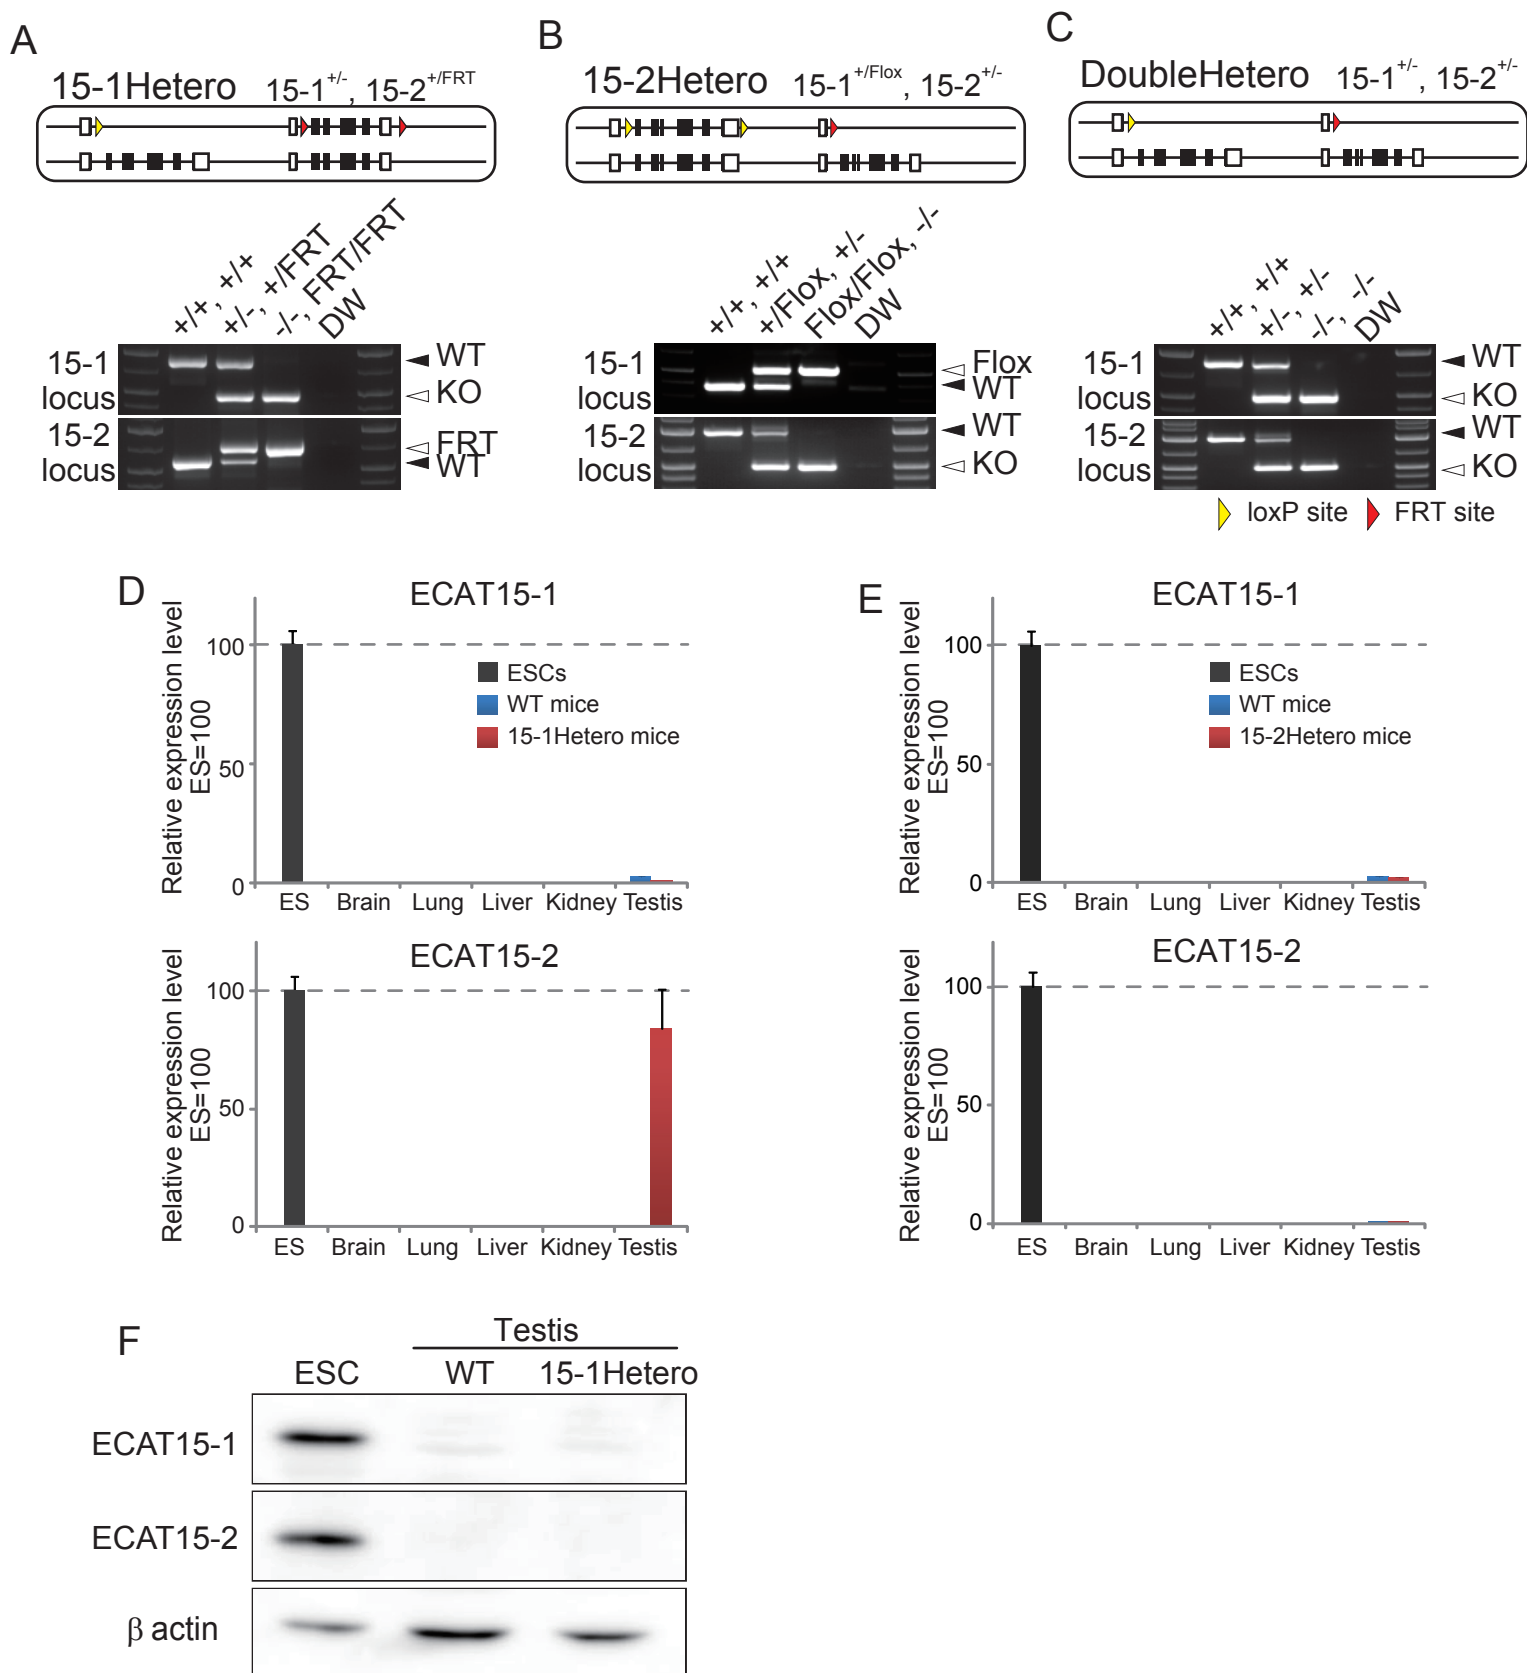 A
15-1Hetero 15-1+/-, 15-2+/FRT
+/+, +/+
+/-, +/FRT
-/-, FRT/FRT
DW
15-1
locus
WT
KO
15-2
locus
FRT
WT
B
15-2Hetero 15-1+/Flox, 15-2+/-
+/+, +/+
+/Flox, +/-
Flox/Flox, -/-
DW
15-1
locus
Flox
WT
15-2
locus
WT
KO
C
DoubleHetero 15-1+/-, 15-2+/-
+/+, +/+
+/-, +/-
-/-, -/-
DW
15-1
locus
WT
KO
15-2
locus
WT
KO
loxP site FRT site
D
ECAT15-1
Relative expression level
ES=100
100
50
0
ESCs
WT mice
15-1Hetero mice
ES Brain Lung Liver Kidney Testis
ECAT15-2
Relative expression level
ES=100
100
50
0
ES Brain Lung Liver Kidney Testis
E
ECAT15-1
Relative expression level
ES=100
100
50
0
ESCs
WT mice
15-2Hetero mice
ES Brain Lung Liver Kidney Testis
ECAT15-2
Relative expression level
ES=100
100
50
0
ES Brain Lung Liver Kidney Testis
F
Testis
ESC WT 15-1Hetero
ECAT15-1
ECAT15-2
β actin